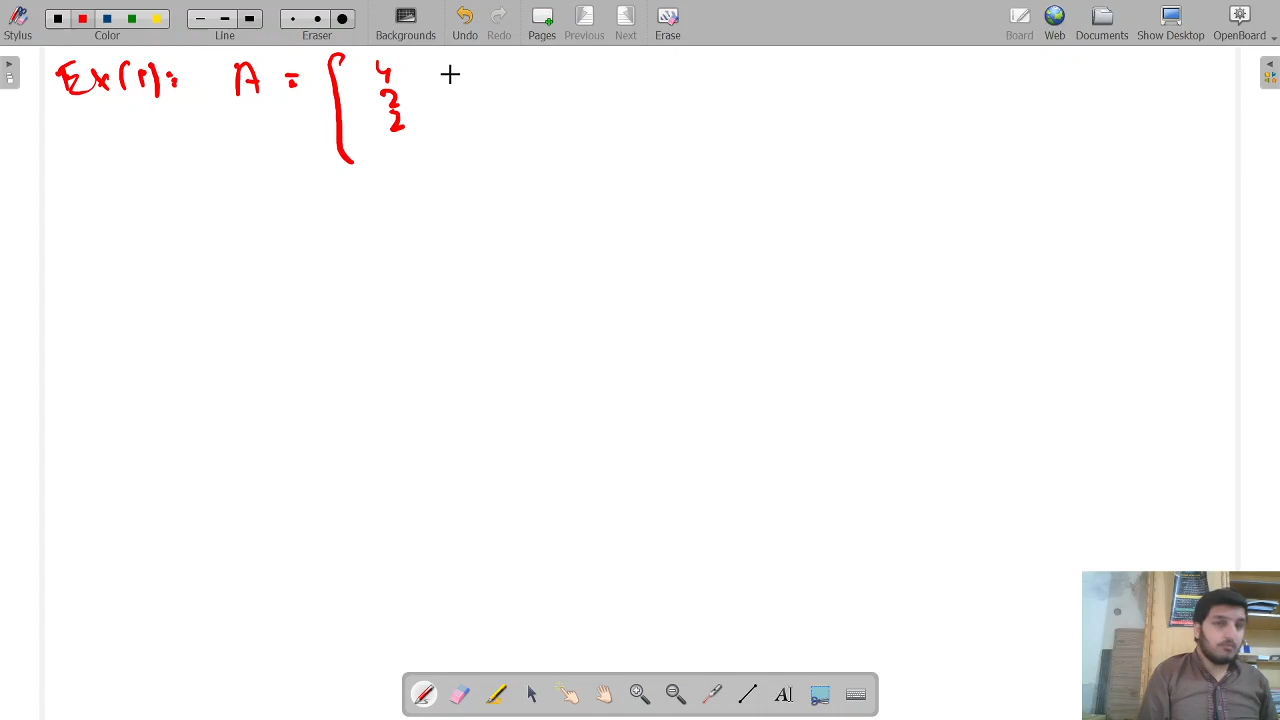 Stylus
Color
Line
Eraser
Backgrounds
Undo
Redo
Pages
Previous
Next
Erase
Board
Web
Documents
Show Desktop
OpenBoard
Ex(1): A = [ 4
2
2